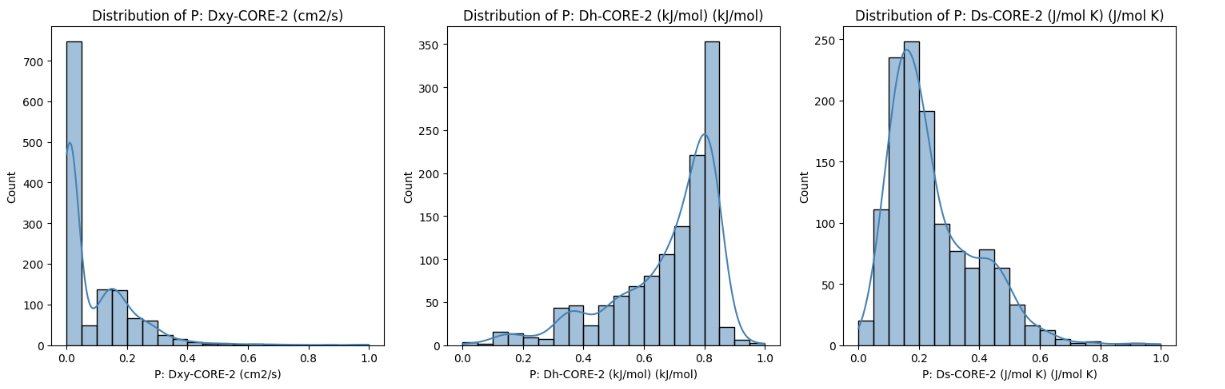 Distribution of P: Dxy-CORE-2 (cm2/s)
700
600
500
400
300
200
100
0
Count
0.0 0.2 0.4 0.6 0.8 1.0
P: Dxy-CORE-2 (cm2/s)
Distribution of P: Dh-CORE-2 (kJ/mol) (kJ/mol)
350
300
250
200
150
100
50
0
Count
0.0 0.2 0.4 0.6 0.8 1.0
P: Dh-CORE-2 (kJ/mol) (kJ/mol)
Distribution of P: Ds-CORE-2 (J/mol K) (J/mol K)
250
200
150
100
50
0
Count
0.0 0.2 0.4 0.6 0.8 1.0
P: Ds-CORE-2 (J/mol K) (J/mol K)